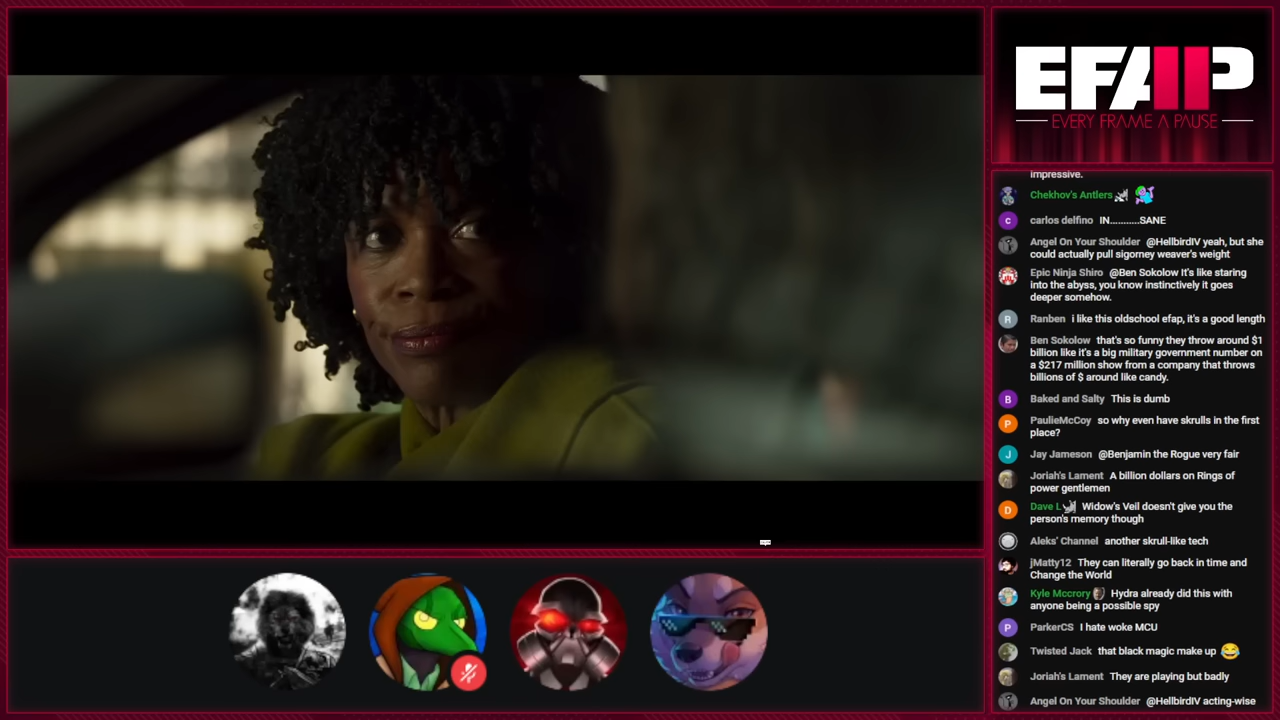 EFAP
EVERY FRAME A PAUSE
impressive.
Chekhov's Antlers
c
carlos delfino IN...........SANE
Angel On Your Shoulder @HellbirdIV yeah, but she
could actually pull sigorney weaver's weight
Epic Ninja Shiro @Ben Sokolow It's like staring
into the abyss, you know instinctively it goes
deeper somehow.
R
Ranben i like this oldschool efap, it's a good length
Ben Sokolow that's so funny they throw around $1
billion like it's a big military government number on
a $217 million show from a company that throws
billions of $ around like candy.
B
Baked and Salty This is dumb
P
PaulieMcCoy so why even have skrulls in the first
place?
J
Jay Jameson @Benjamin the Rogue very fair
Joriah's Lament A billion dollars on Rings of
power gentlemen
D
Dave L Widow's Veil doesn't give you the
person's memory though
Aleks' Channel another skrull-like tech
jMatty12 They can literally go back in time and
Change the World
Kyle Mccrory Hydra already did this with
anyone being a possible spy
P
ParkerCS I hate woke MCU
Twisted Jack that black magic make up
Joriah's Lament They are playing but badly
Angel On Your Shoulder @HellbirdIV acting-wise